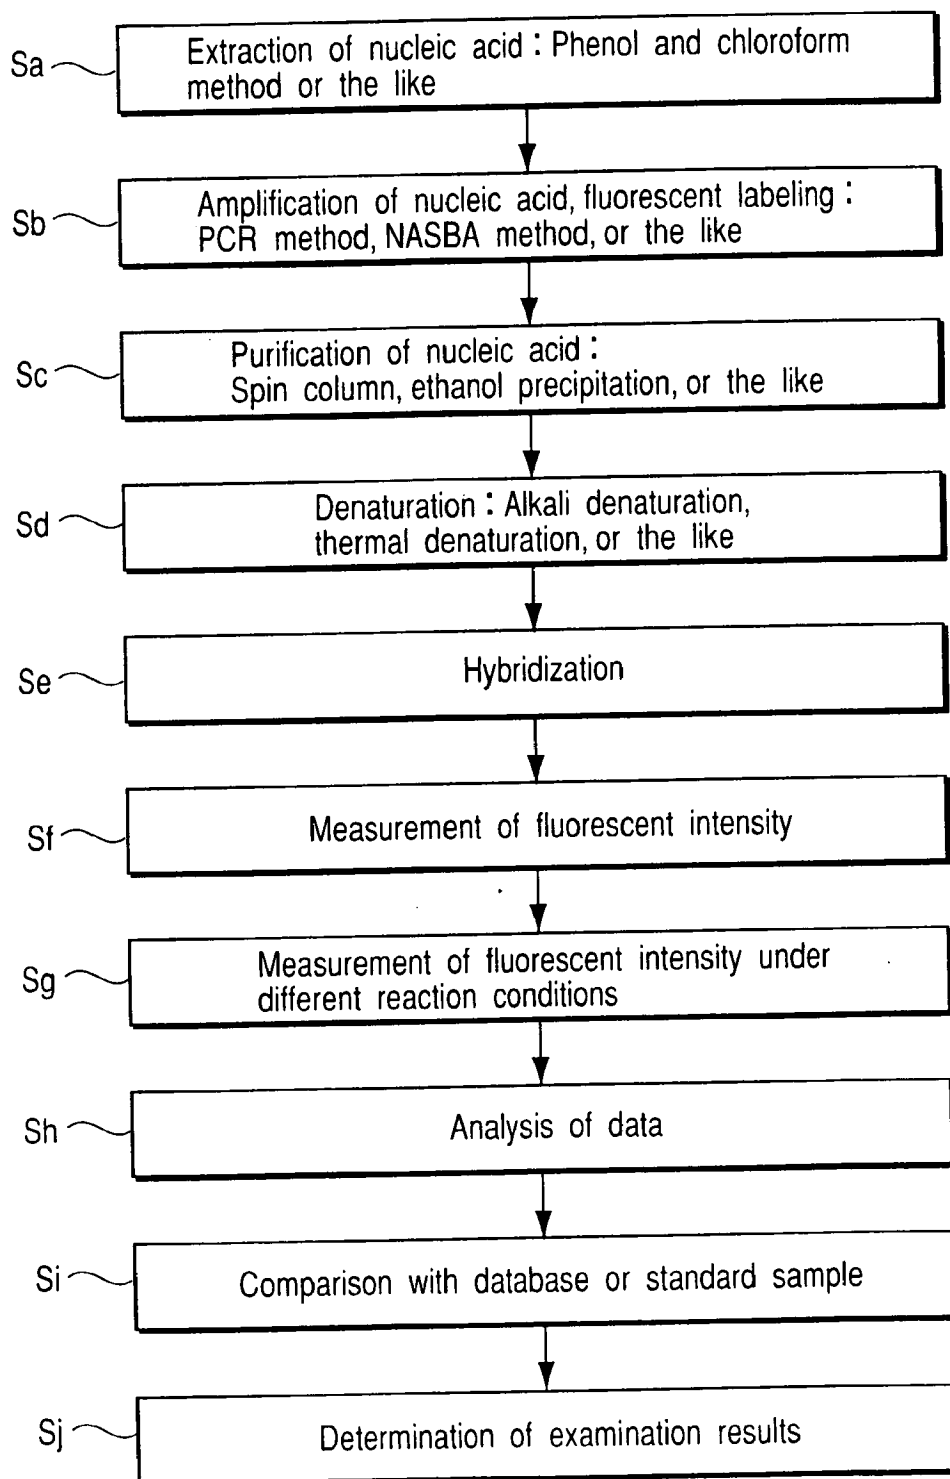 Sa
Extraction of nucleic acid : Phenol and chloroform
method or the like
Sb
Amplification of nucleic acid, fluorescent labeling :
PCR method, NASBA method, or the like
Sc
Purification of nucleic acid :
Spin column, ethanol precipitation, or the like
Sd
Denaturation : Alkali denaturation,
thermal denaturation, or the like
Se
Hybridization
Sf
Measurement of fluorescent intensity
Sg
Measurement of fluorescent intensity under
different reaction conditions
Sh
Analysis of data
Si
Comparison with database or standard sample
Sj
Determination of examination results